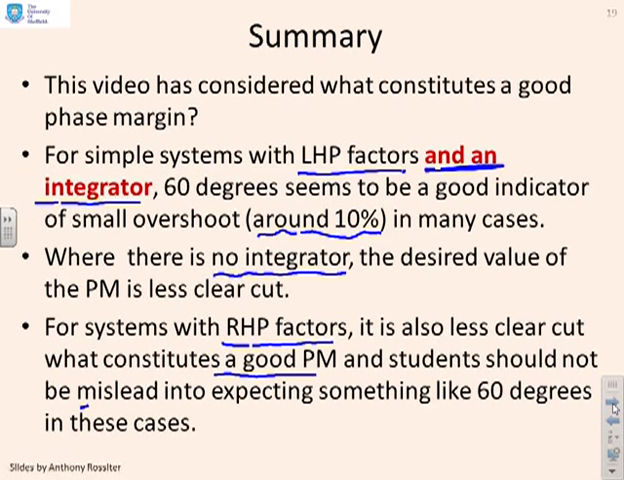 The
University
Of
Sheffield.
19
Summary
• This video has considered what constitutes a good
phase margin?
• For simple systems with LHP factors and an
integrator, 60 degrees seems to be a good indicator
of small overshoot (around 10%) in many cases.
• Where there is no integrator, the desired value of
the PM is less clear cut.
• For systems with RHP factors, it is also less clear cut
what constitutes a good PM and students should not
be mislead into expecting something like 60 degrees
in these cases.
Slides by Anthony Rossiter